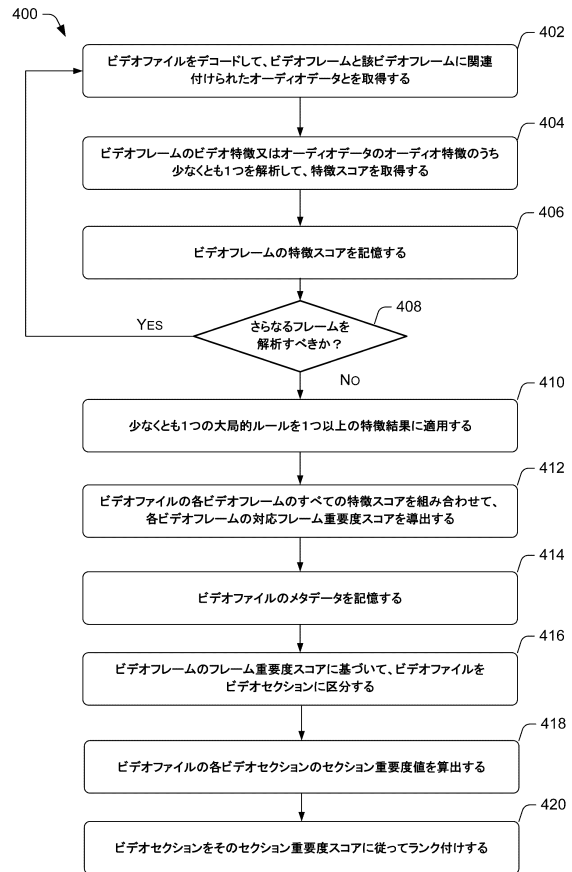 400
402
ビデオファイルをデコードして、ビデオフレームと該ビデオフレームに関連
付けられたオーディオデータとを取得する
404
ビデオフレームのビデオ特徴又はオーディオデータのオーディオ特徴のうち
少なくとも1つを解析して、特徴スコアを取得する
406
ビデオフレームの特徴スコアを記憶する
408
さらなるフレームを
解析すべきか？
YES
NO
410
少なくとも1つの大局的ルールを1つ以上の特徴結果に適用する
412
ビデオファイルの各ビデオフレームのすべての特徴スコアを組み合わせて、
各ビデオフレームの対応フレーム重要度スコアを導出する
414
ビデオファイルのメタデータを記憶する
416
ビデオフレームのフレーム重要度スコアに基づいて、ビデオファイルを
ビデオセクションに区分する
418
ビデオファイルの各ビデオセクションのセクション重要度値を算出する
420
ビデオセクションをそのセクション重要度スコアに従ってランク付けする